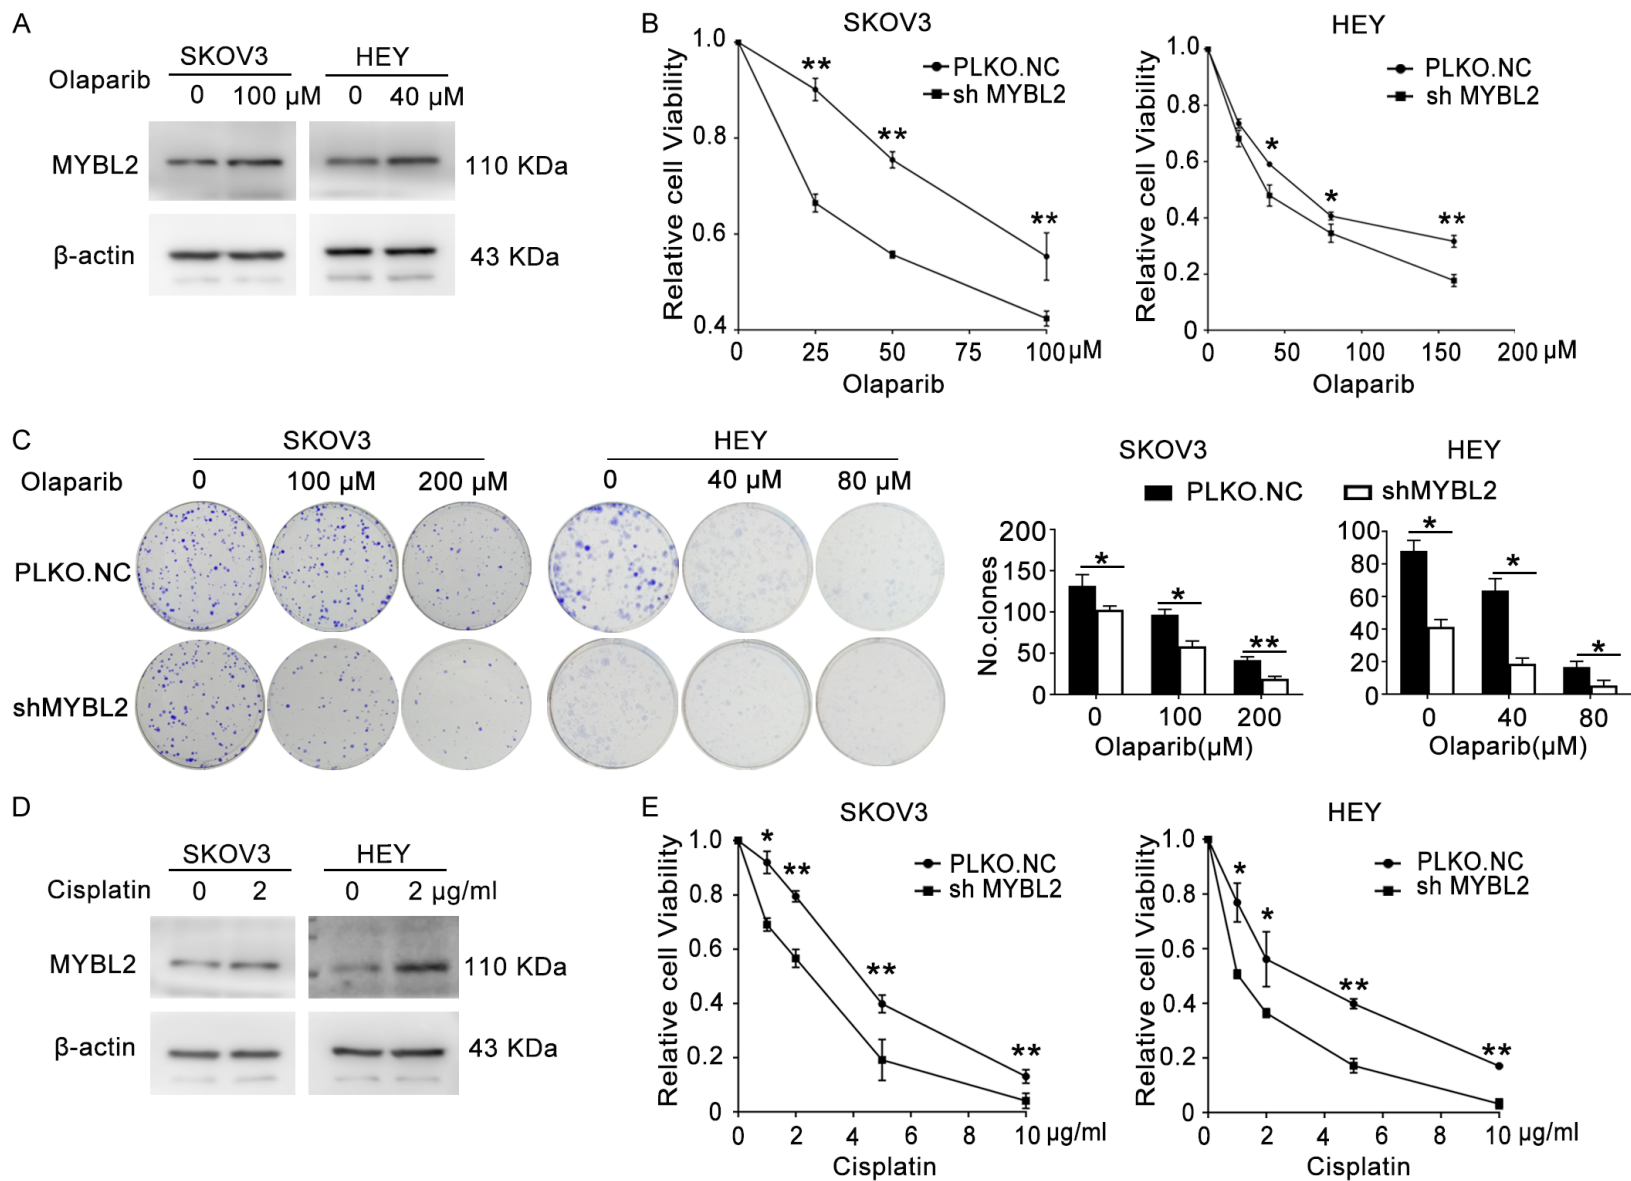 A
SKOV3 HEY
Olaparib 0 100 μM 0 40 μM
MYBL2 110 KDa
β-actin 43 KDa
B
SKOV3
Relative cell Viability
1.0
0.8
0.6
0.4
PLKO.NC
sh MYBL2
** ** **
0 25 50 75 100 μM
Olaparib
HEY
Relative cell Viability
1.0
0.8
0.6
0.4
0.2
0
PLKO.NC
sh MYBL2
* * **
0 50 100 150 200 μM
Olaparib
C
SKOV3 HEY
Olaparib 0 100 μM 200 μM 0 40 μM 80 μM
PLKO.NC
shMYBL2
SKOV3 HEY
PLKO.NC shMYBL2
No.clones
200
150
100
50
0
* * **
0 100 200
Olaparib(μM)
100
80
60
40
20
0
* * *
0 40 80
Olaparib(μM)
D
SKOV3 HEY
Cisplatin 0 2 0 2 μg/ml
MYBL2 110 KDa
β-actin 43 KDa
E
SKOV3
Relative cell Viability
1.0
0.8
0.6
0.4
0.2
0
PLKO.NC
sh MYBL2
* ** ** **
0 2 4 6 8 10 μg/ml
Cisplatin
HEY
Relative cell Viability
1.0
0.8
0.6
0.4
0.2
0
PLKO.NC
sh MYBL2
* * ** **
0 2 4 6 8 10 μg/ml
Cisplatin